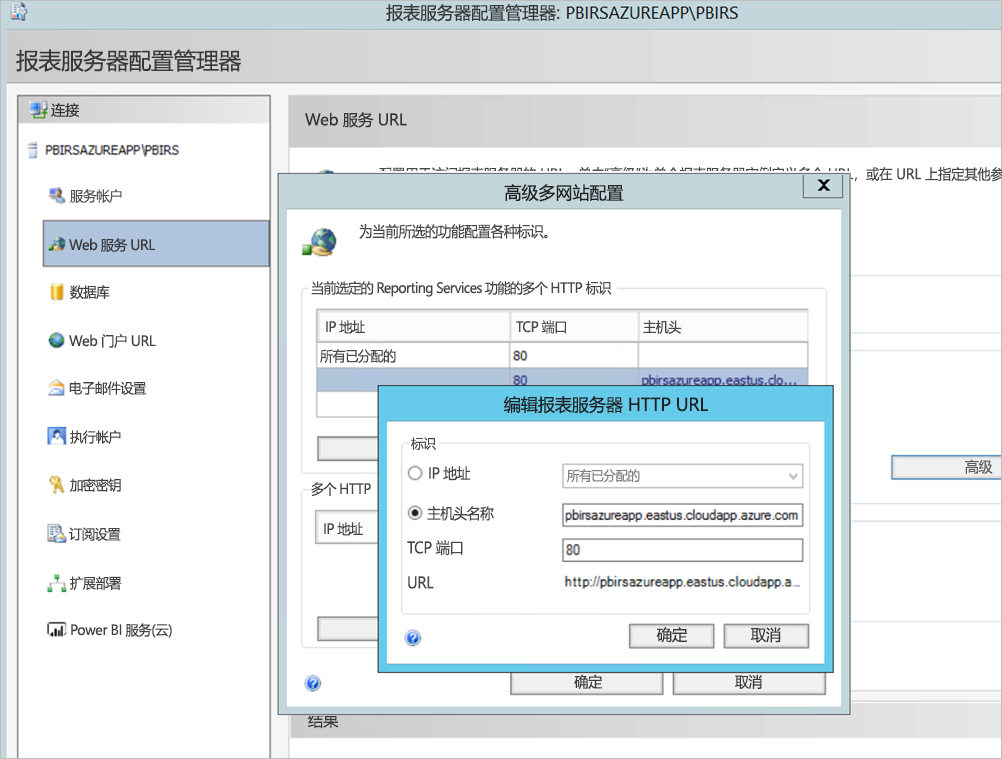 报表服务器配置管理器: PBIRSAZUREAPP\PBIRS
报表服务器配置管理器
连接
PBIRSAZUREAPP\PBIRS
服务帐户
Web 服务 URL
数据库
Web 门户 URL
电子邮件设置
执行帐户
加密密钥
订阅设置
扩展部署
Power BI 服务(云)
Web 服务 URL
或在 URL 上指定其他参
高级
结果
高级多网站配置
X
为当前所选的功能配置各种标识。
当前选定的 Reporting Services 功能的多个 HTTP 标识
IP 地址 TCP 端口 主机头
所有已分配的 80
80 pbirsazureapp.eastus.clo...
多个 HTTP
IP 地址
确定 取消
编辑报表服务器 HTTP URL
标识
IP 地址 所有已分配的
主机头名称 pbirsazureapp.eastus.cloudapp.azure.com
TCP 端口 80
URL http://pbirsazureapp.eastus.cloudapp.a...
确定 取消